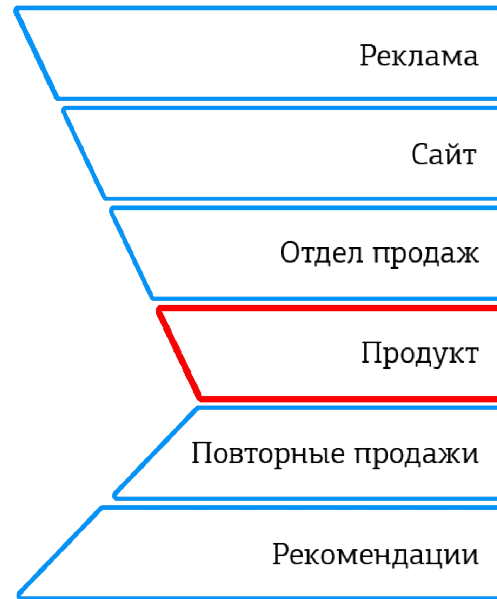 Реклама
Сайт
Отдел продаж
Продукт
Повторные продажи
Рекомендации